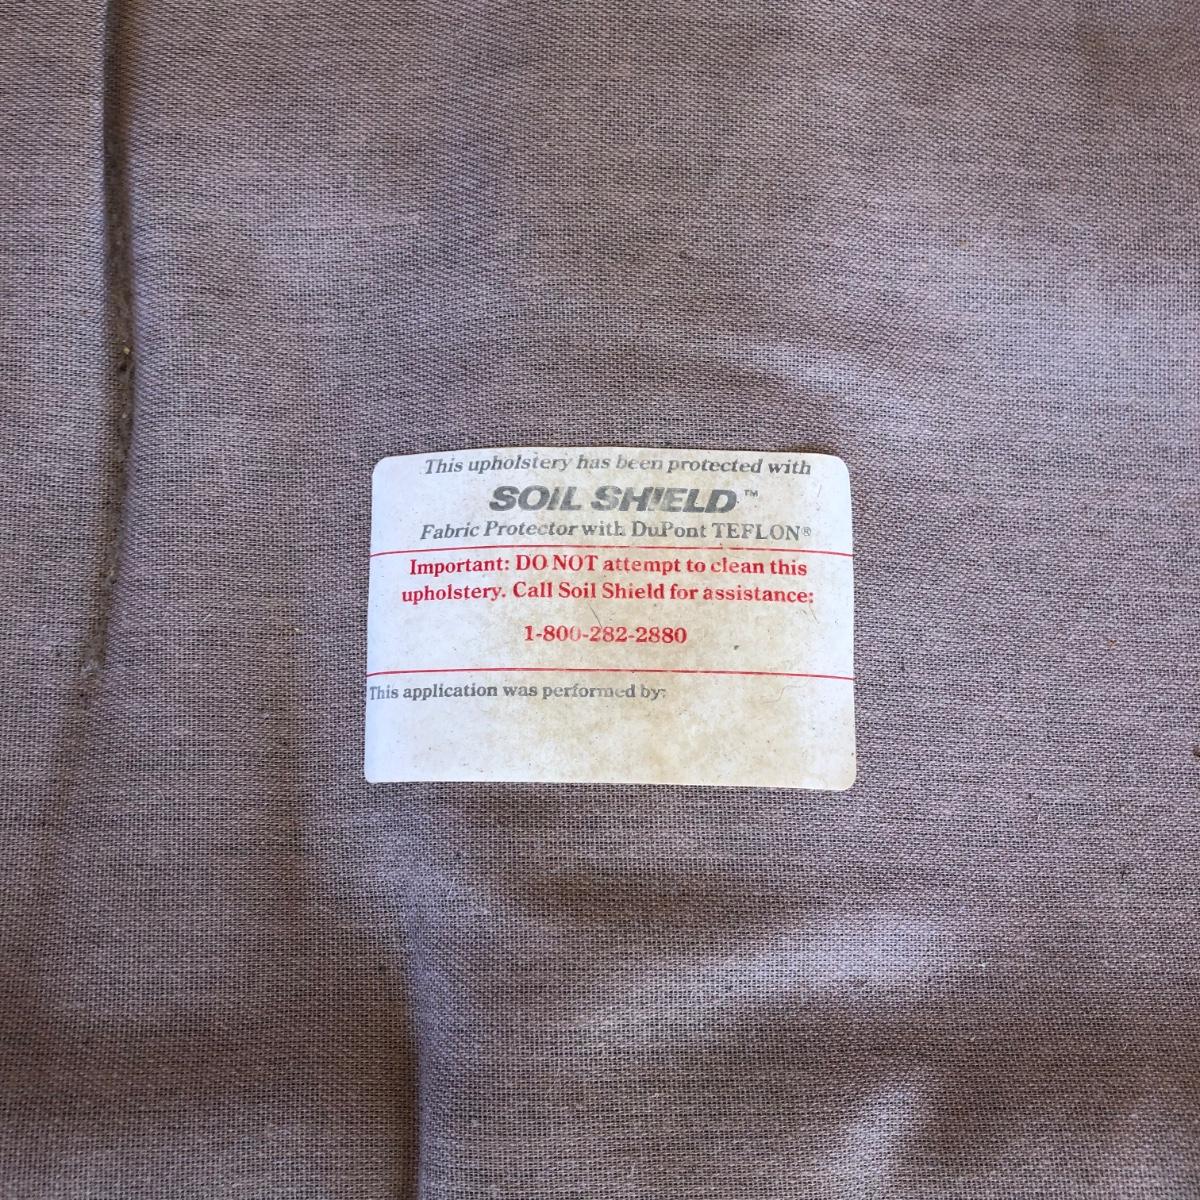 This upholstery has been protected with
SOIL SHIELD™
Fabric Protector with DuPont TEFLON®
Important: DO NOT attempt to clean this
upholstery. Call Soil Shield for assistance:
1-800-282-2880
This application was performed by: